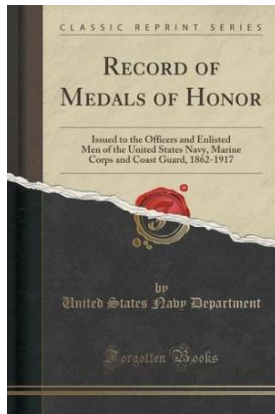 CLASSIC REPRINT SERIES
RECORD OF
MEDALS OF HONOR
Issued to the Officers and Enlisted
Men of the United States Navy, Marine
Corps and Coast Guard, 1862-1917
by
United States Navy Department
Forgotten Books